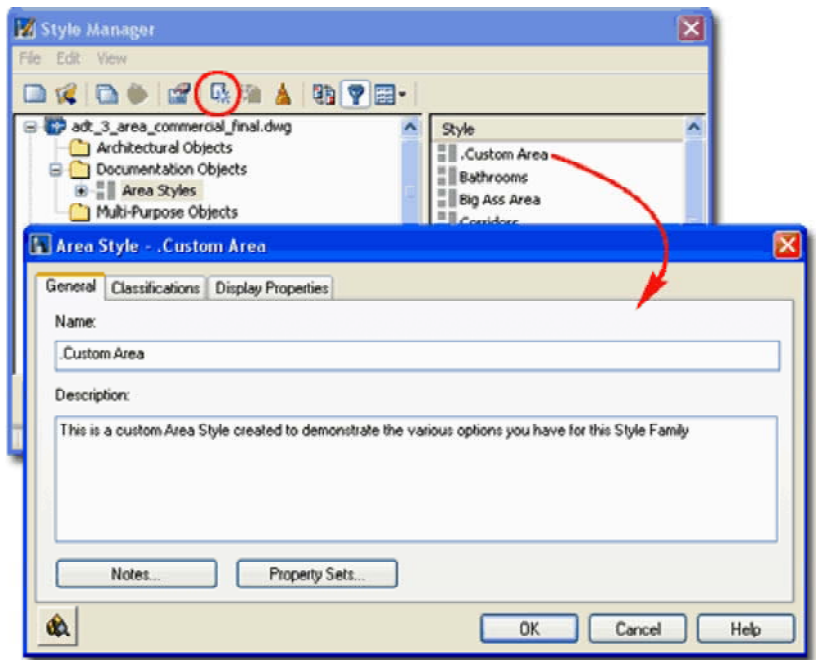 Style Manager
File Edit View
adt_3_area_commercial_final.dwg
Architectural Objects
Documentation Objects
Area Styles
Multi-Purpose Objects
Style
.Custom Area
Bathrooms
Big Ass Area
Corridors
Area Style - .Custom Area
General Classifications Display Properties
Name:
.Custom Area
Description:
This is a custom Area Style created to demonstrate the various options you have for this Style Family
Notes... Property Sets...
OK Cancel Help